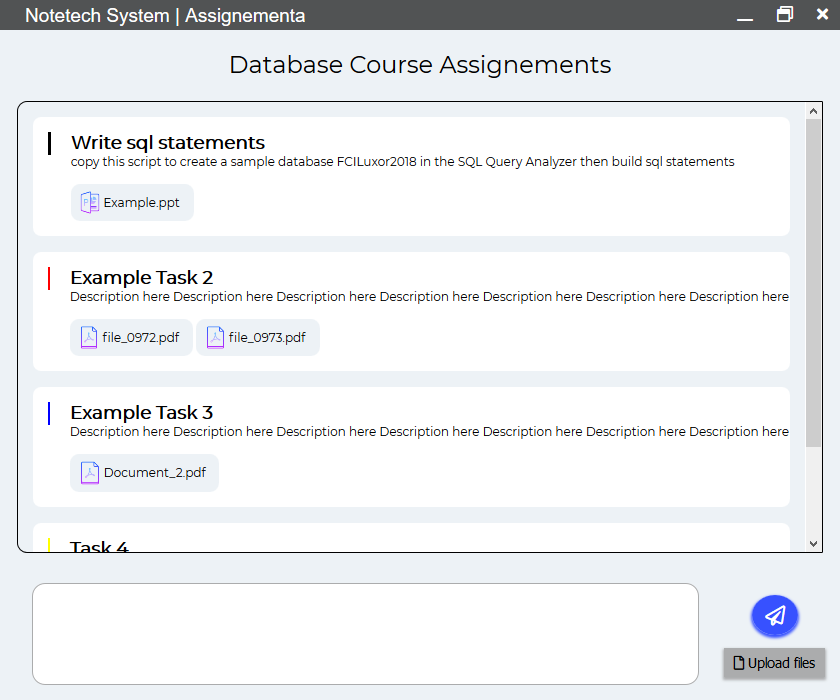 Notetech System | Assignementa
Database Course Assignements
Write sql statements
copy this script to create a sample database FCILuxor2018 in the SQL Query Analyzer then build sql statements
Example.ppt
Example Task 2
Description here Description here Description here Description here Description here Description here Description here
file_0972.pdf file_0973.pdf
Example Task 3
Description here Description here Description here Description here Description here Description here Description here
Document_2.pdf
Task 4
Upload files